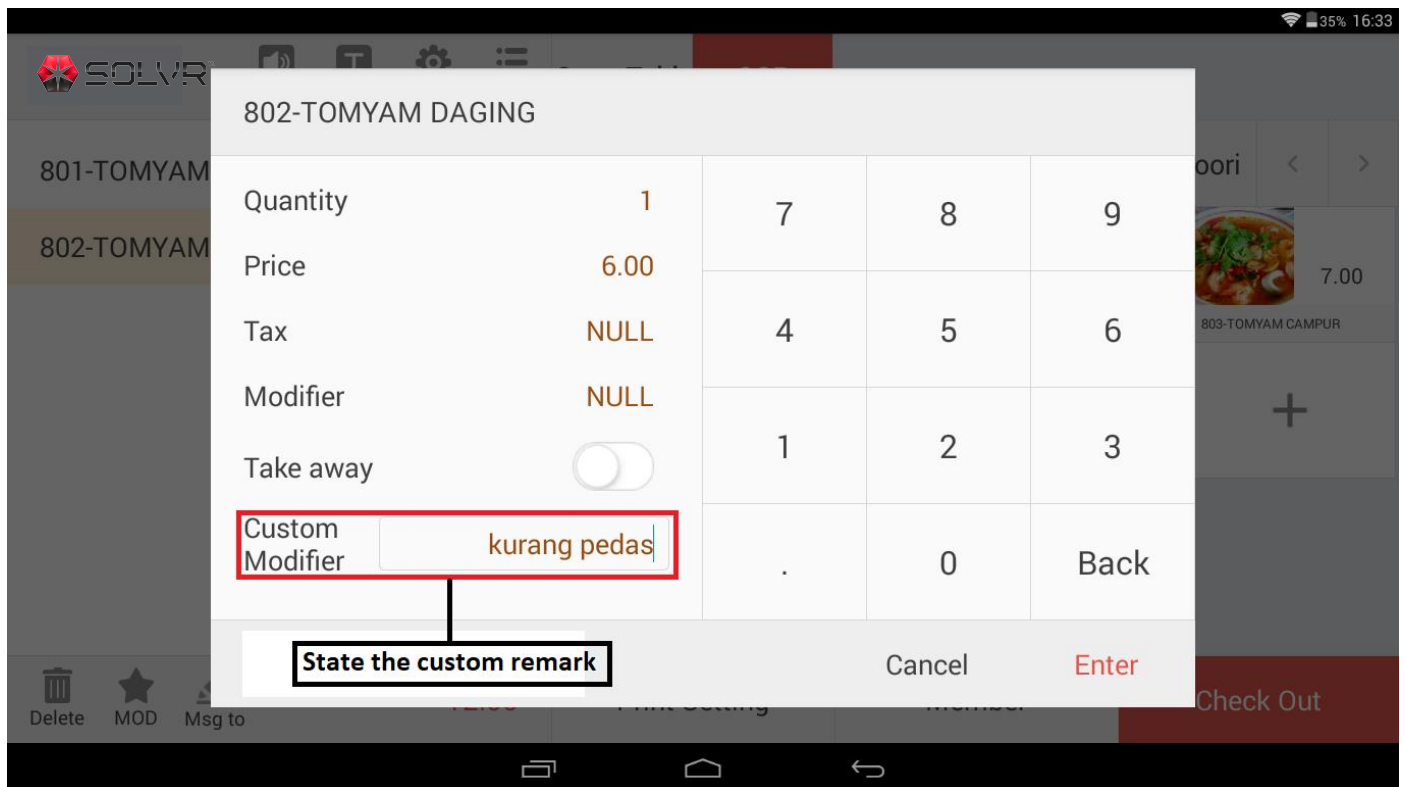 35% 16:33
SOLVR
802-TOMYAM DAGING
801-TOMYAM
802-TOMYAM
oori < >
Quantity 1
Price 6.00
Tax NULL
Modifier NULL
Take away
Custom
Modifier
kurang pedas
7 8 9
4 5 6
1 2 3
. 0 Back
7.00
803-TOMYAM CAMPUR
+
State the custom remark
Cancel Enter
Delete MOD Msg to
Check Out